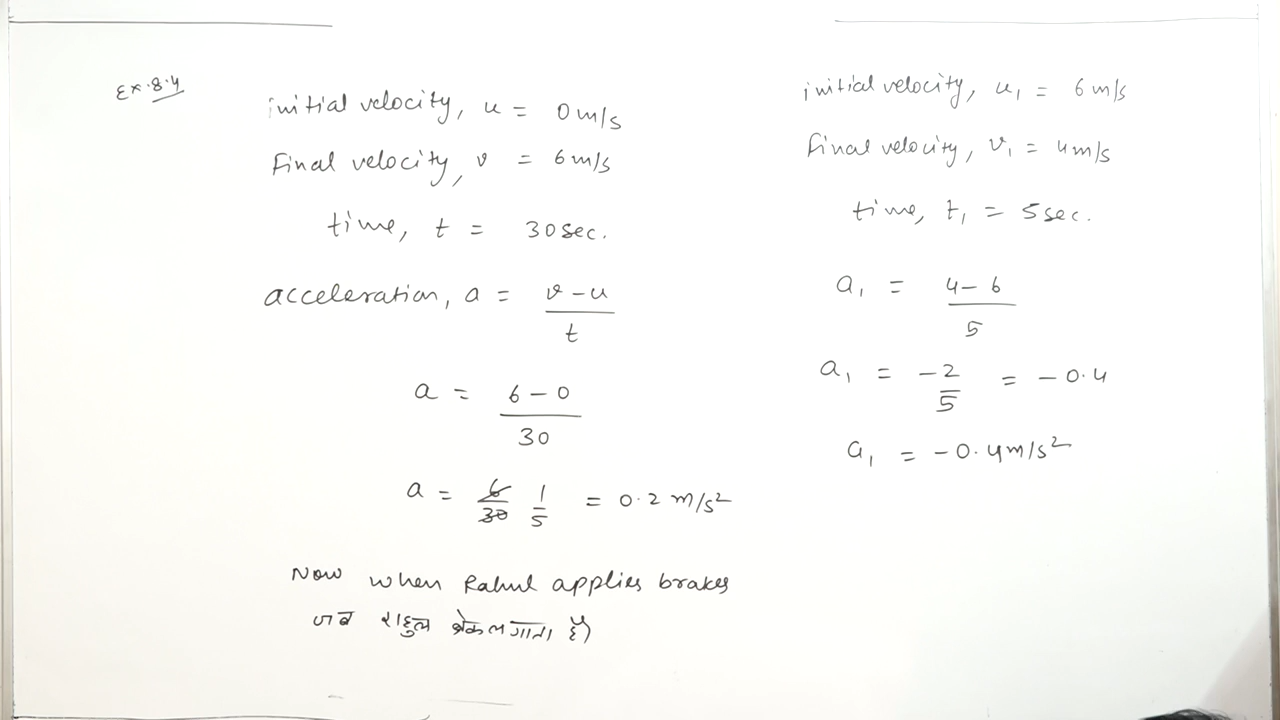 Ex. 8.4
initial velocity, u = 0 m/s
Final velocity, v = 6 m/s
time, t = 30 sec.
acceleration, a = v - u
t
a = 6 - 0
30
a = 6 1 = 0.2 m/s²
30 5
Now when Rahul applies brakes
जब राहुल ब्रेक लगाता है
initial velocity, u₁ = 6 m/s
final velocity, v₁ = 4 m/s
time, t₁ = 5 sec.
a₁ = 4 - 6
5
a₁ = -2 = - 0.4
5
a₁ = - 0.4 m/s²